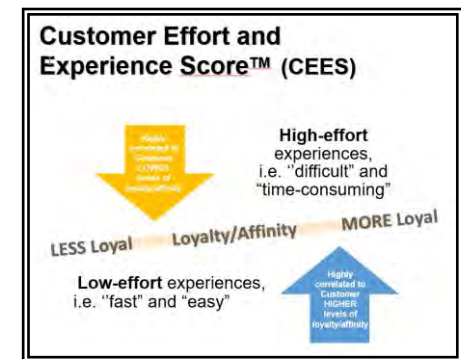 Customer Effort and
Experience Score™ (CEES)
Highly
correlated to
Customer
LOWER
levels of
loyalty/affinity
High-effort
experiences,
i.e. ‘‘difficult” and
“time-consuming”
LESS Loyal Loyalty/Affinity MORE Loyal
Low-effort experiences,
i.e. ‘‘fast” and “easy”
Highly
correlated to
Customer
HIGHER
levels of
loyalty/affinity